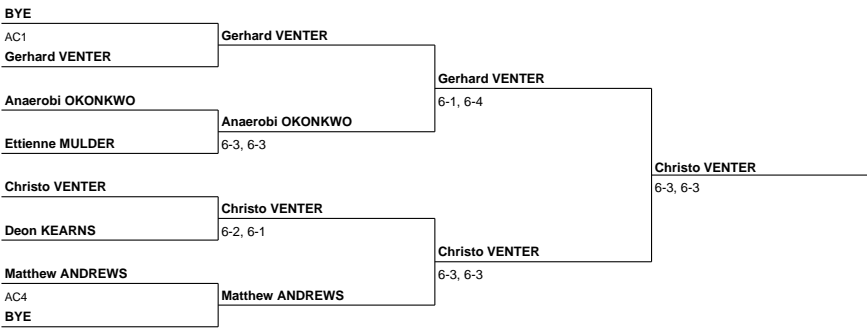 BYE
AC1
Gerhard VENTER
Anaerobi OKONKWO
Ettienne MULDER
Christo VENTER
Deon KEARNS
Matthew ANDREWS
AC4
BYE
Gerhard VENTER
Anaerobi OKONKWO
6-3, 6-3
Christo VENTER
6-2, 6-1
Matthew ANDREWS
Gerhard VENTER
6-1, 6-4
Christo VENTER
6-3, 6-3
Christo VENTER
6-3, 6-3